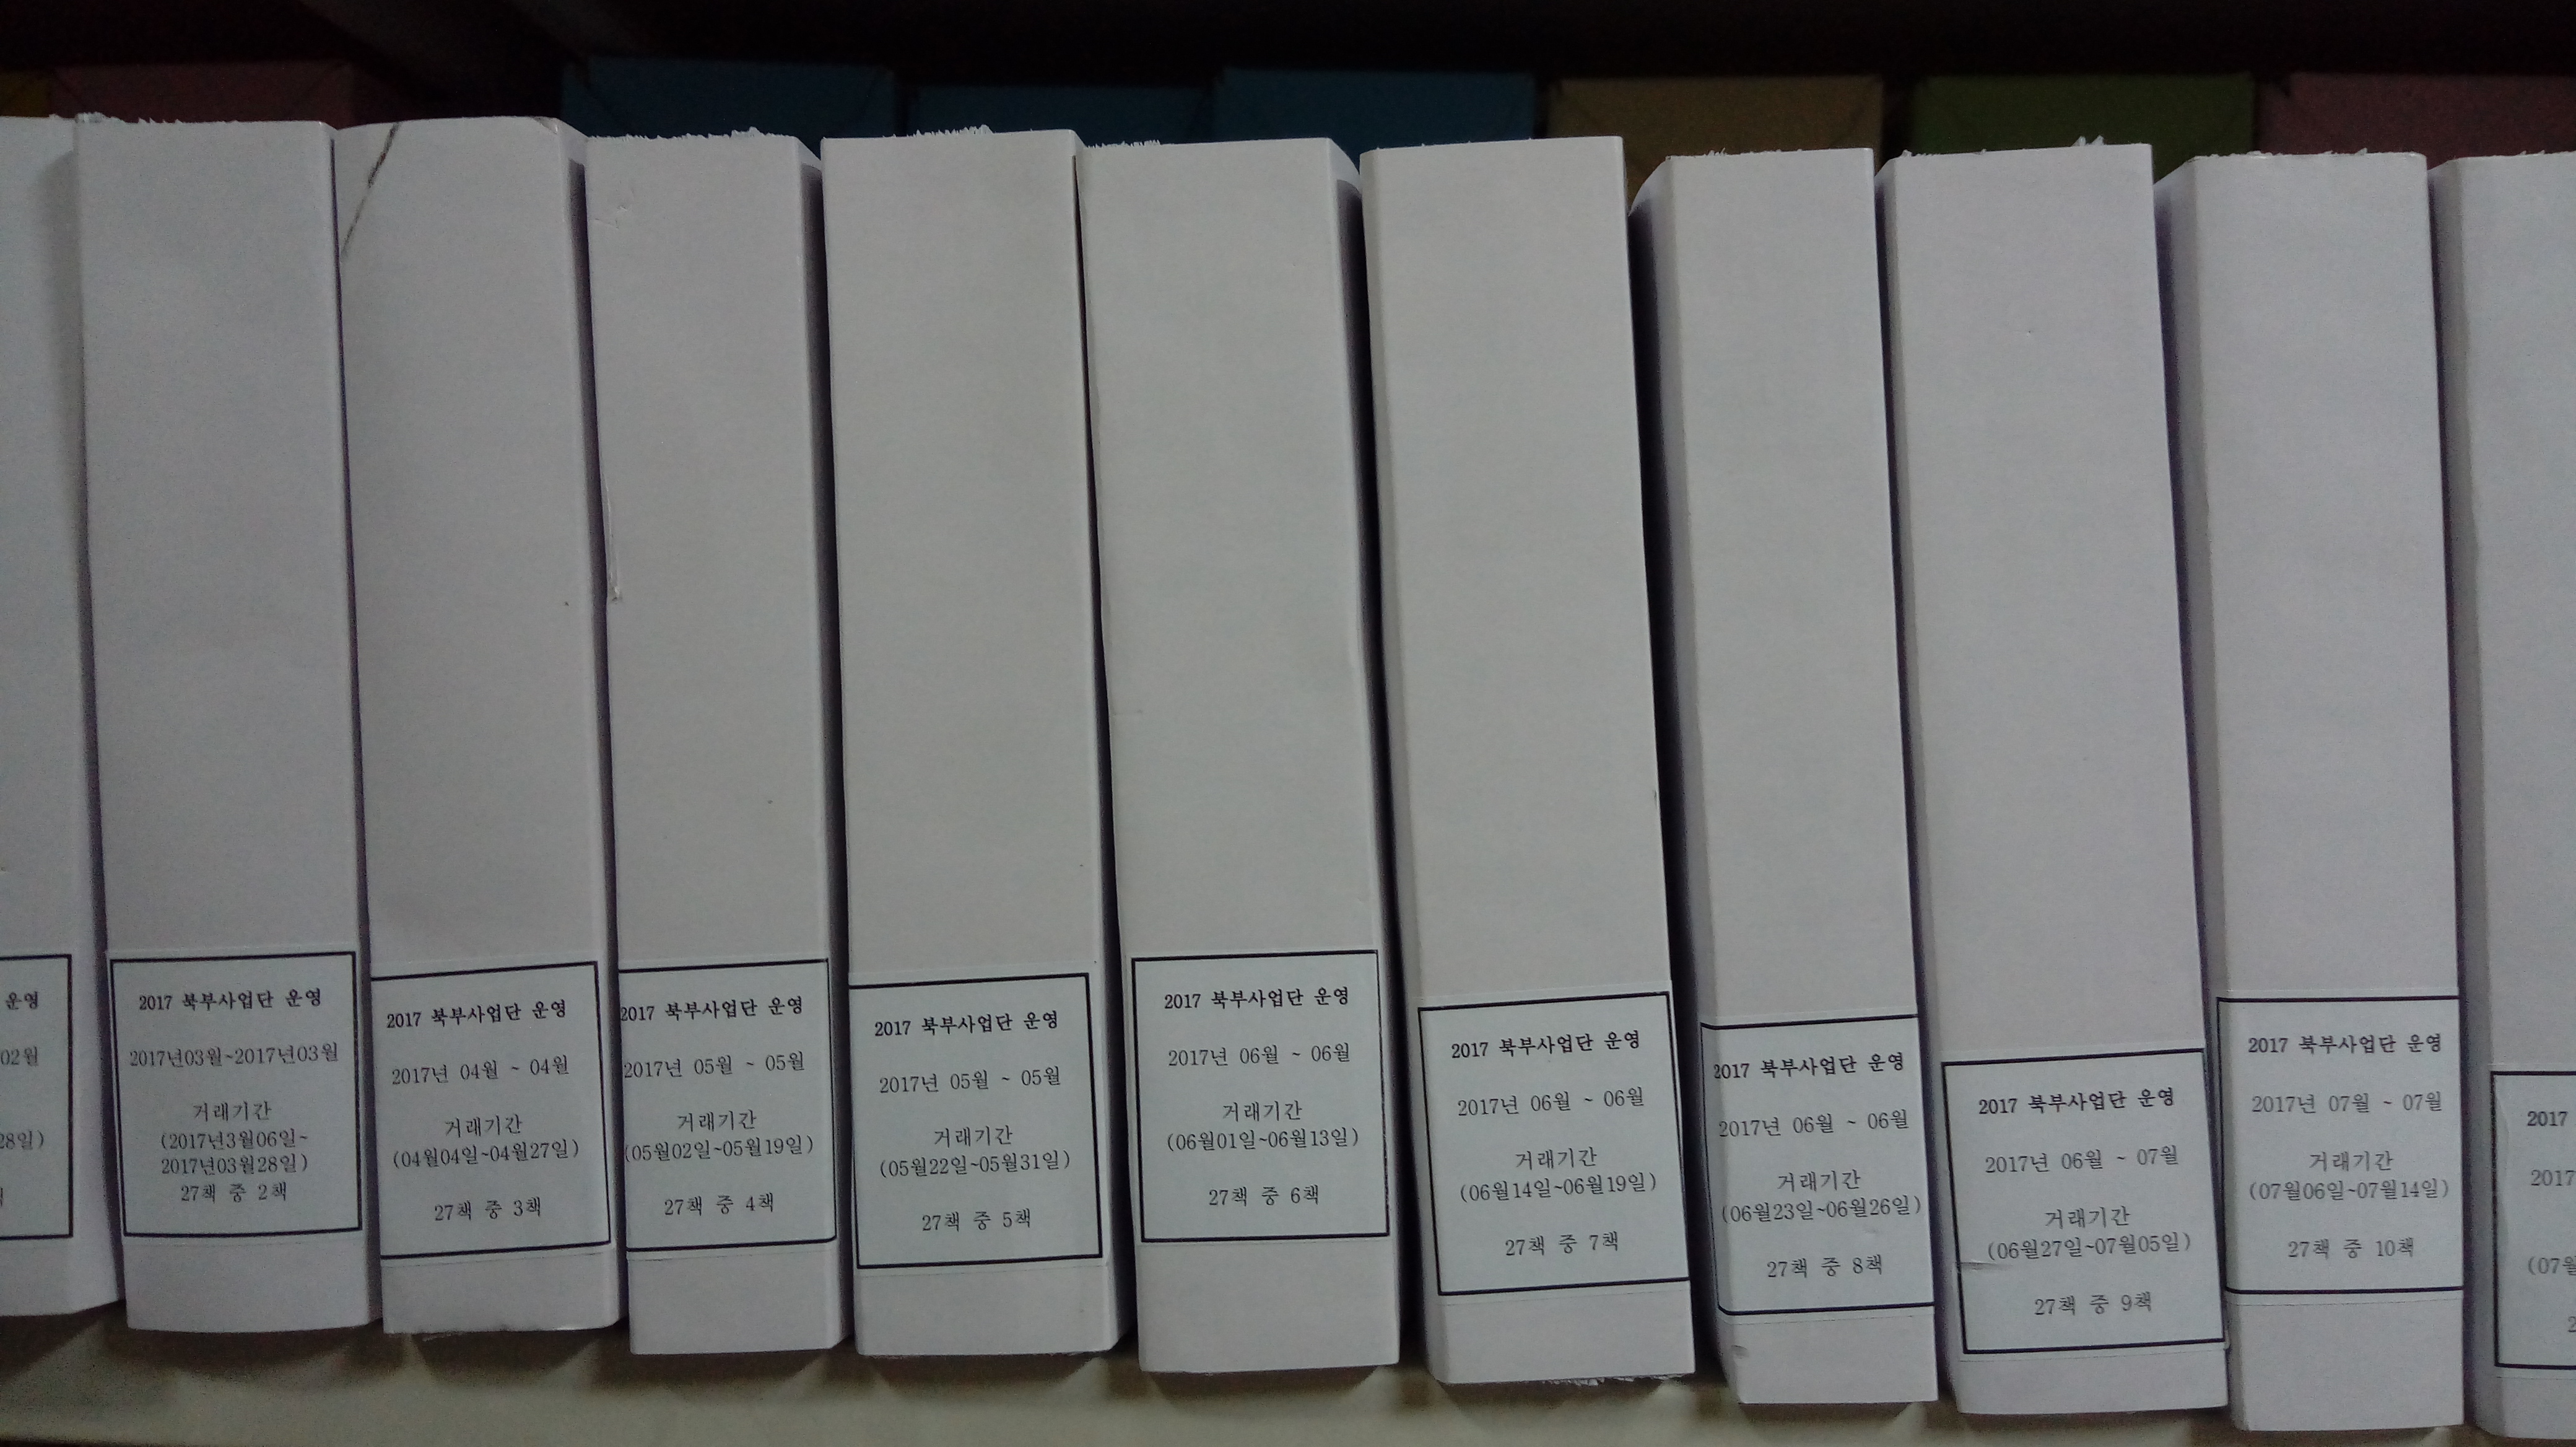 운영
02월
28일)
2017 북부사업단 운영
2017년03월~2017년03월
거래기간
(2017년3월06일~
2017년03월28일)
27책 중 2책
2017 북부사업단 운영
2017년 04월 ~ 04월
거래기간
(04월04일~04월27일)
27책 중 3책
2017 북부사업단 운영
2017년 05월 ~ 05월
거래기간
(05월02일~05월19일)
27책 중 4책
2017 북부사업단 운영
2017년 05월 ~ 05월
거래기간
(05월22일~05월31일)
27책 중 5책
2017 북부사업단 운영
2017년 06월 ~ 06월
거래기간
(06월01일~06월13일)
27책 중 6책
2017 북부사업단 운영
2017년 06월 ~ 06월
거래기간
(06월14일~06월19일)
27책 중 7책
2017 북부사업단 운영
2017년 06월 ~ 06월
거래기간
(06월23일~06월26일)
27책 중 8책
2017 북부사업단 운영
2017년 06월 ~ 07월
거래기간
(06월27일~07월05일)
27책 중 9책
2017 북부사업단 운영
2017년 07월 ~ 07월
거래기간
(07월06일~07월14일)
27책 중 10책
2017
2017
(07월